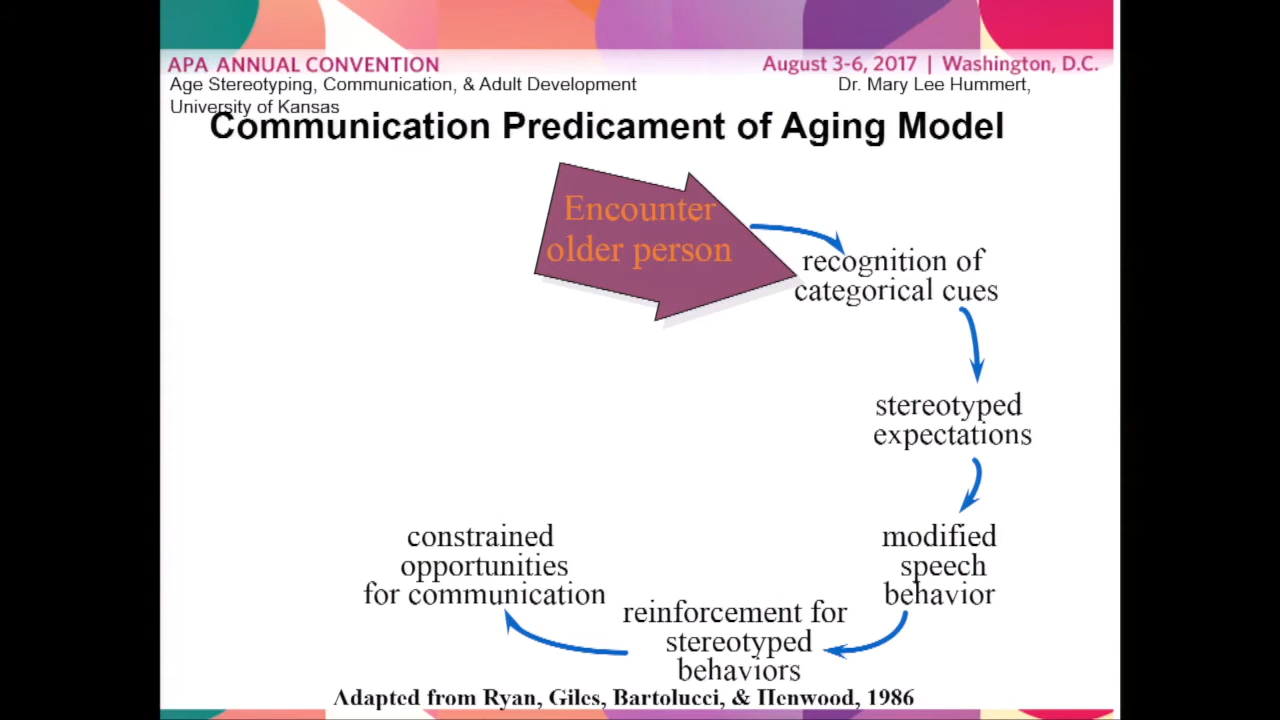 APA ANNUAL CONVENTION
August 3-6, 2017 | Washington, D.C.
Age Stereotyping, Communication, & Adult Development
Dr. Mary Lee Hummert,
University of Kansas
Communication Predicament of Aging Model
Encounter
older person
recognition of
categorical cues
stereotyped
expectations
modified
speech
behavior
reinforcement for
stereotyped
behaviors
constrained
opportunities
for communication
Adapted from Ryan, Giles, Bartolucci, & Henwood, 1986